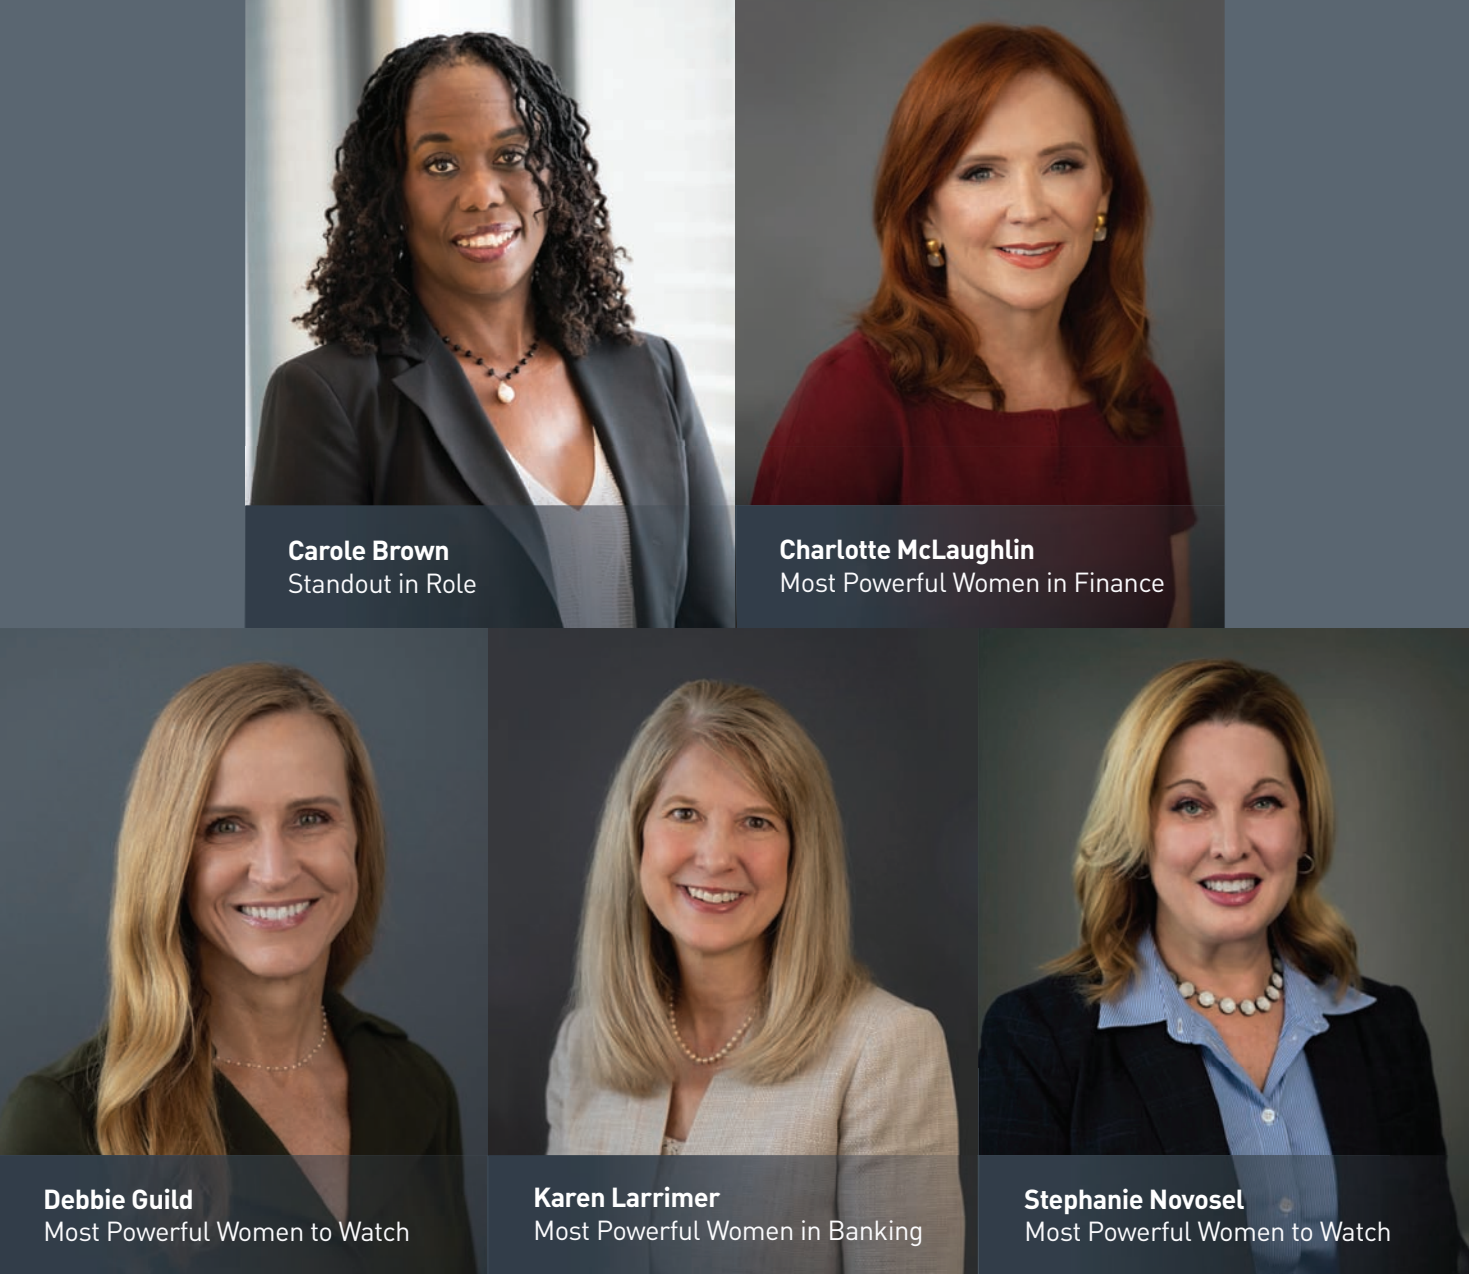 Carole Brown
Standout in Role
Charlotte McLaughlin
Most Powerful Women in Finance
Debbie Guild
Most Powerful Women to Watch
Karen Larrimer
Most Powerful Women in Banking
Stephanie Novosel
Most Powerful Women to Watch